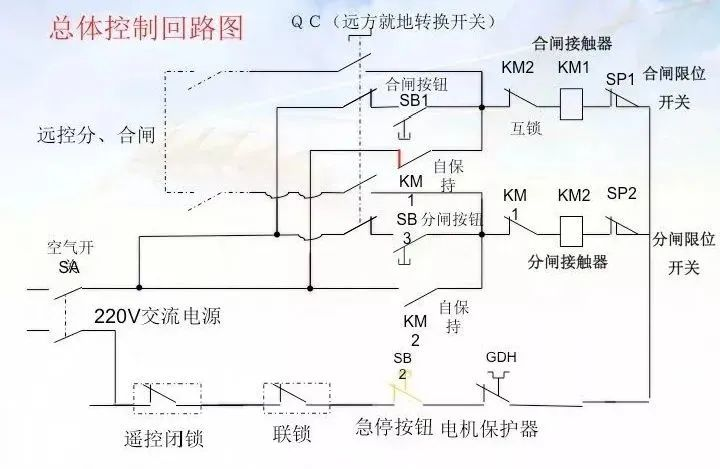 总体控制回路图
QC（远方就地转换开关）
合闸接触器
KM2
KM1
SP1
合闸限位
开关
合闸按钮
SB1
互锁
远控分、合闸
自保
持
KM
1
SB
3
分闸按钮
KM
1
KM2
SP2
分闸接触器
分闸限位
开关
空气开
SA
220V交流电源
KM
2
自保
持
SB
2
GDH
遥控闭锁
联锁
急停按钮
电机保护器